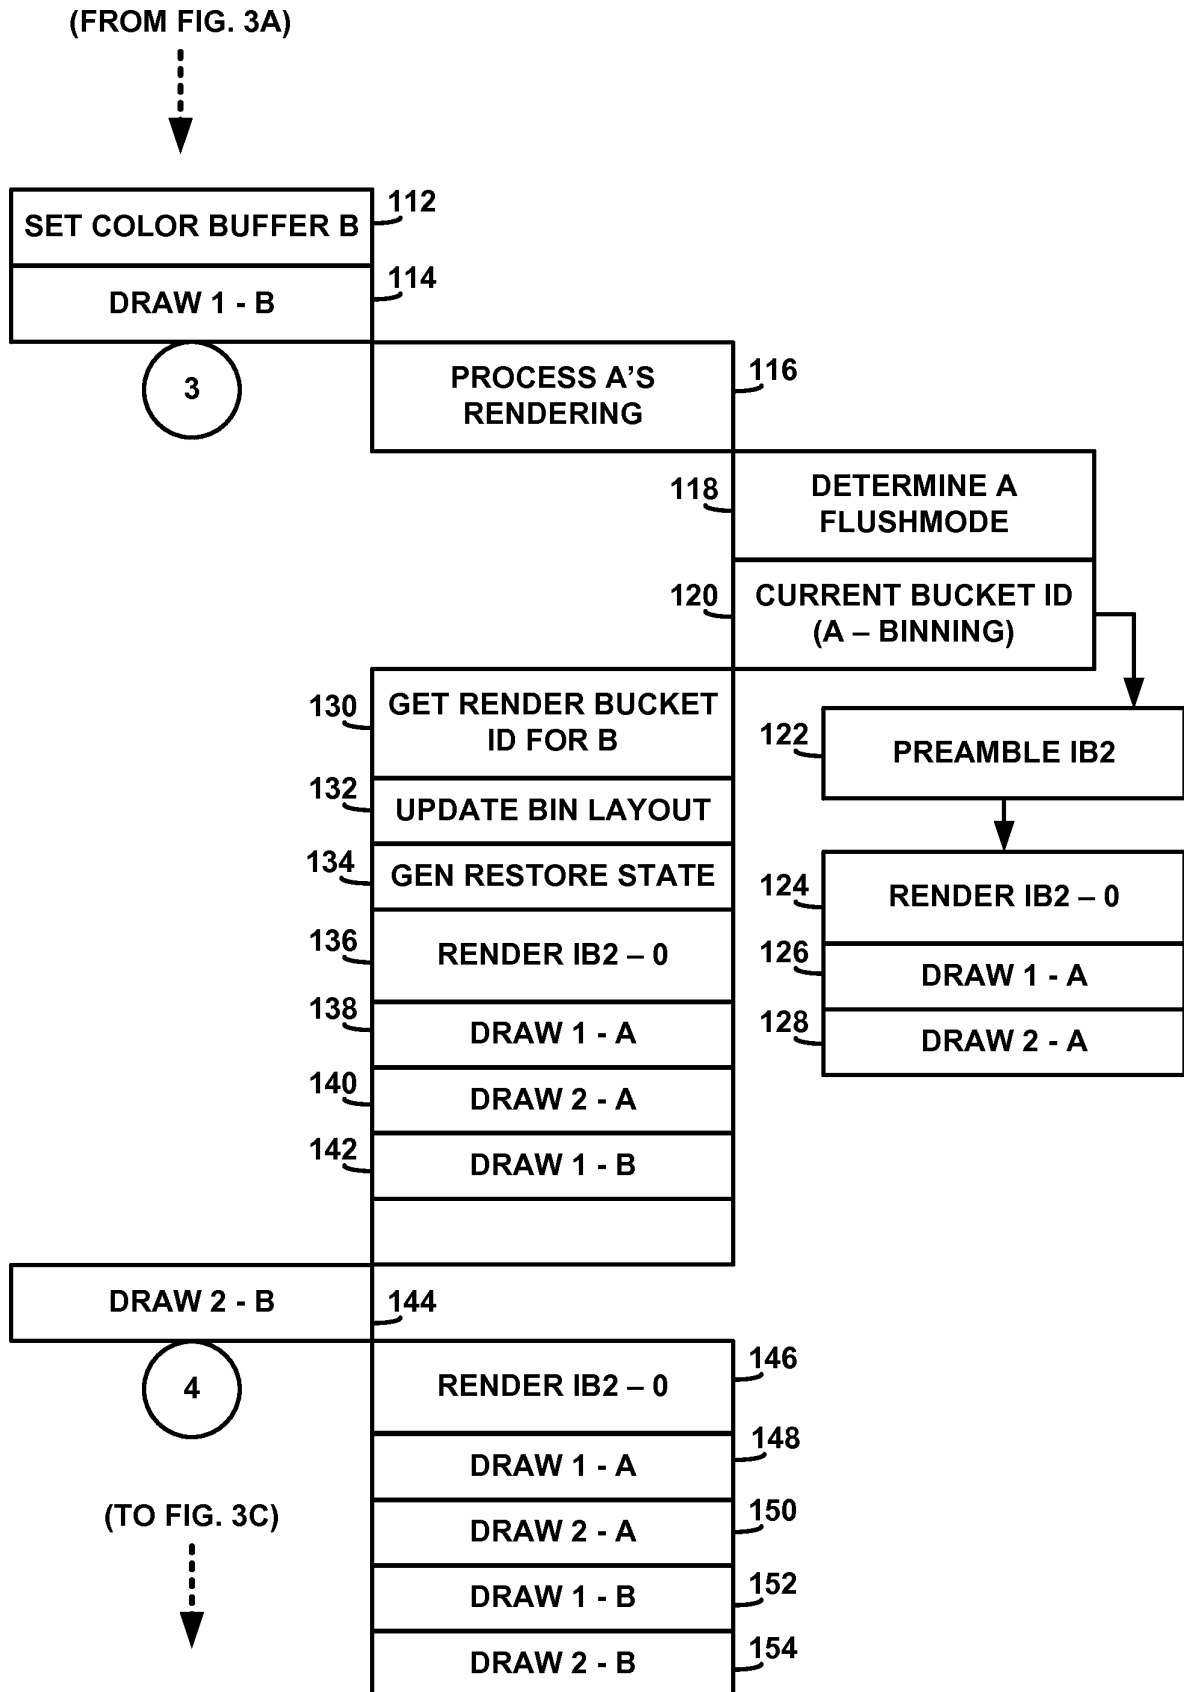 (FROM FIG. 3A)
SET COLOR BUFFER B
112
DRAW 1 - B
114
3
PROCESS A'S
RENDERING
116
118
DETERMINE A
FLUSHMODE
120
CURRENT BUCKET ID
(A – BINNING)
130
GET RENDER BUCKET
ID FOR B
122
PREAMBLE IB2
132
UPDATE BIN LAYOUT
134
GEN RESTORE STATE
124
RENDER IB2 – 0
136
RENDER IB2 – 0
126
DRAW 1 - A
138
DRAW 1 - A
128
DRAW 2 - A
140
DRAW 2 - A
142
DRAW 1 - B
DRAW 2 - B
144
4
RENDER IB2 – 0
146
DRAW 1 - A
148
(TO FIG. 3C)
DRAW 2 - A
150
DRAW 1 - B
152
DRAW 2 - B
154